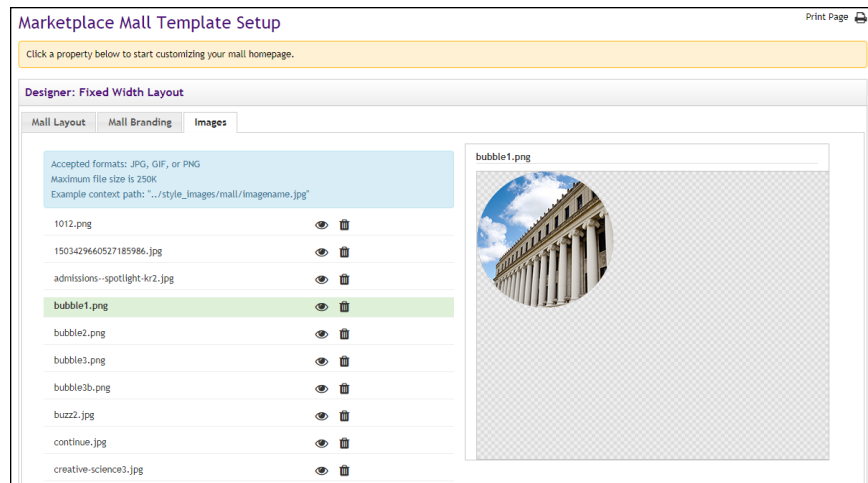 Marketplace Mall Template Setup
Print Page
Click a property below to start customizing your mall homepage.
Designer: Fixed Width Layout
Mall Layout
Mall Branding
Images
Accepted formats: JPG, GIF, or PNG
Maximum file size is 250K
Example context path: "../style_images/mall/imagename.jpg"
1012.png
1503429660527185986.jpg
admissions--spotlight-kr2.jpg
bubble1.png
bubble2.png
bubble3.png
bubble3b.png
buzz2.jpg
continue.jpg
creative-science3.jpg
bubble1.png